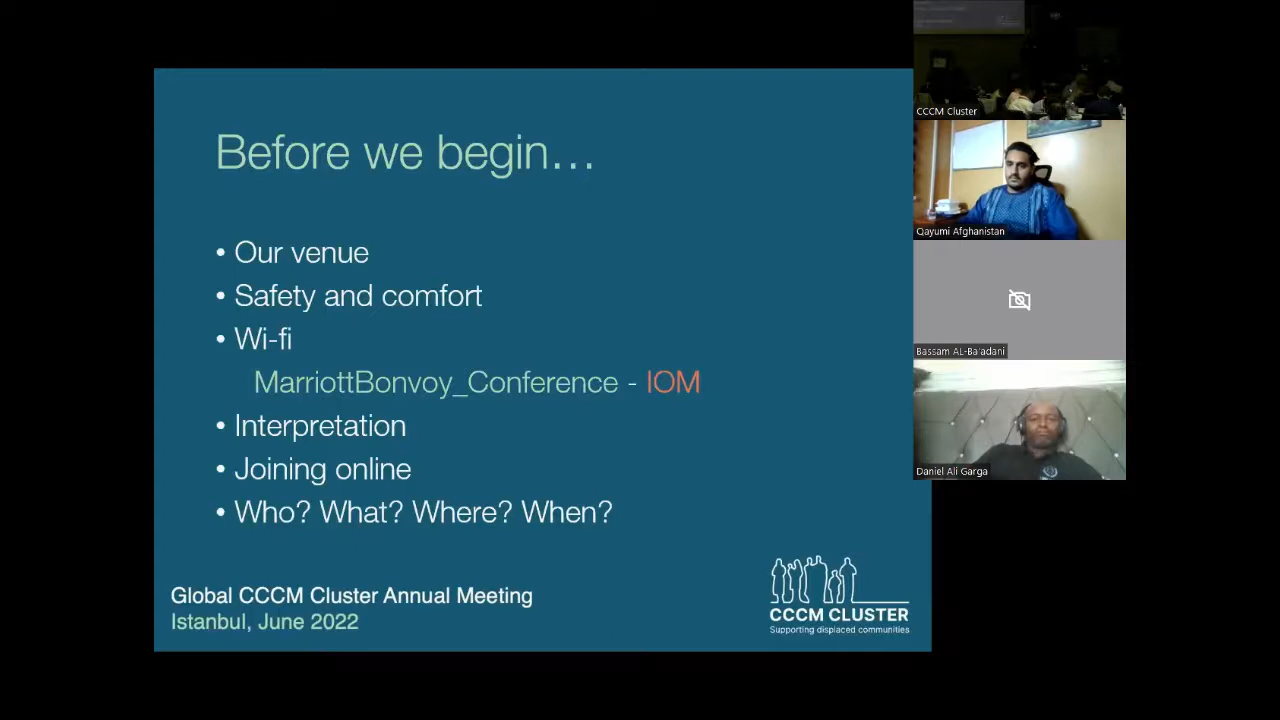 Before we begin...
• Our venue
• Safety and comfort
• Wi-fi
MarriottBonvoy_Conference - IOM
• Interpretation
• Joining online
• Who? What? Where? When?
Global CCCM Cluster Annual Meeting
Istanbul, June 2022
CCCM CLUSTER
Supporting displaced communities
CCCM Cluster
Qayumi Afghanistan
Bassam AL-Ba'adani
Daniel Ali Garga